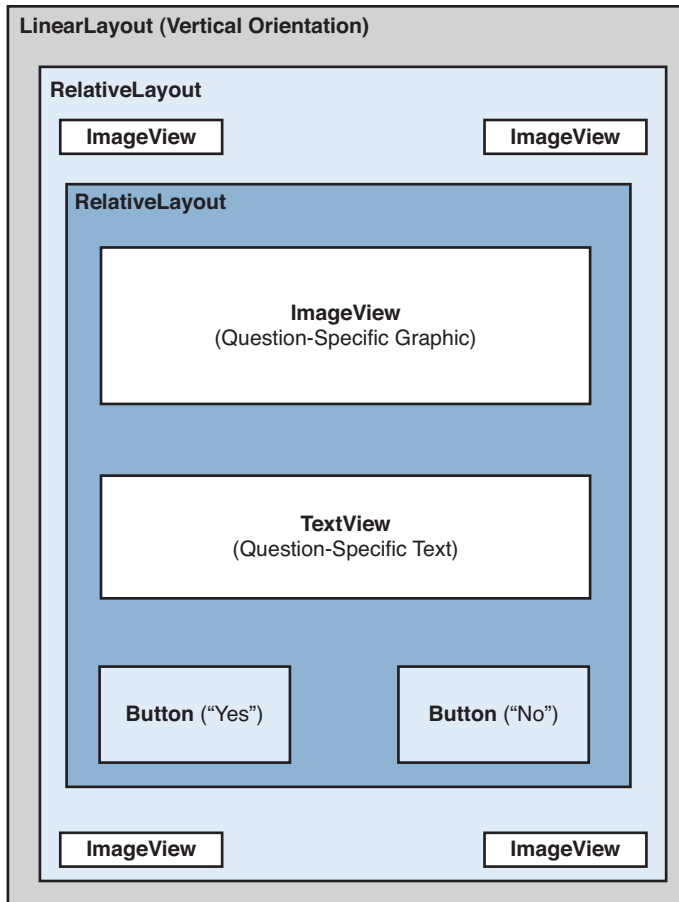 LinearLayout (Vertical Orientation)
RelativeLayout
ImageView
ImageView
RelativeLayout
ImageView
(Question-Specific Graphic)
TextView
(Question-Specific Text)
Button (“Yes”)
Button (“No”)
ImageView
ImageView